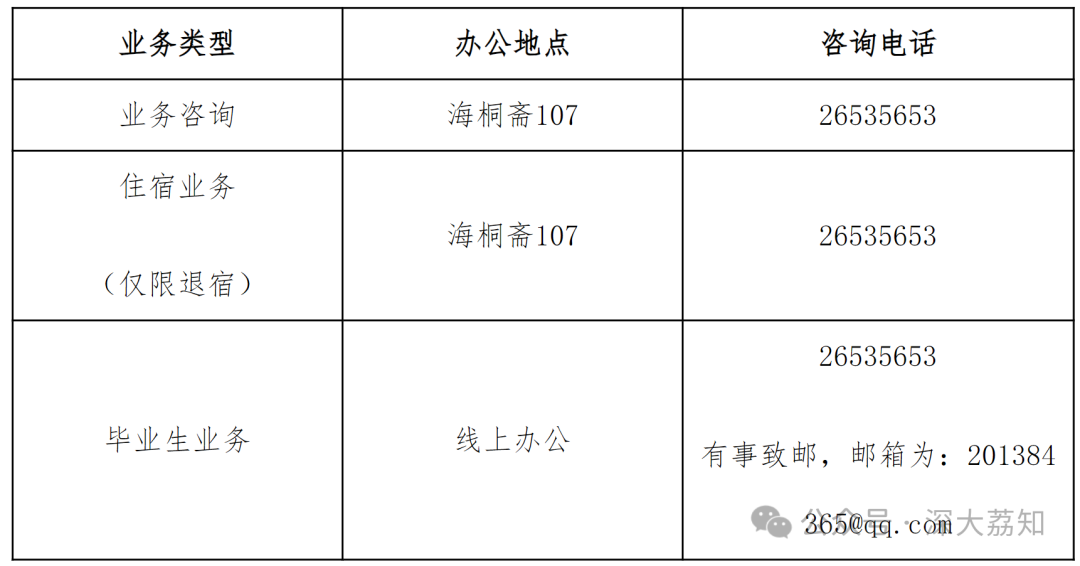 业务类型 办公地点 咨询电话
业务咨询 海桐斋107 26535653
住宿业务
（仅限退宿） 海桐斋107 26535653
毕业生业务 线上办公 26535653
有事致邮，邮箱为：201384
365@qq.com
公众号·深大荔知